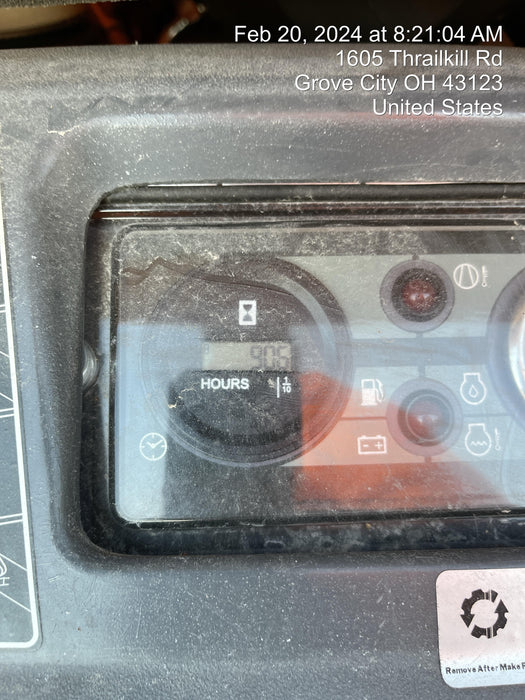 Feb 20, 2024 at 8:21:04 AM
1605 Thrailkill Rd
Grove City OH 43123
United States
HOURS 1/10
Remove After Make